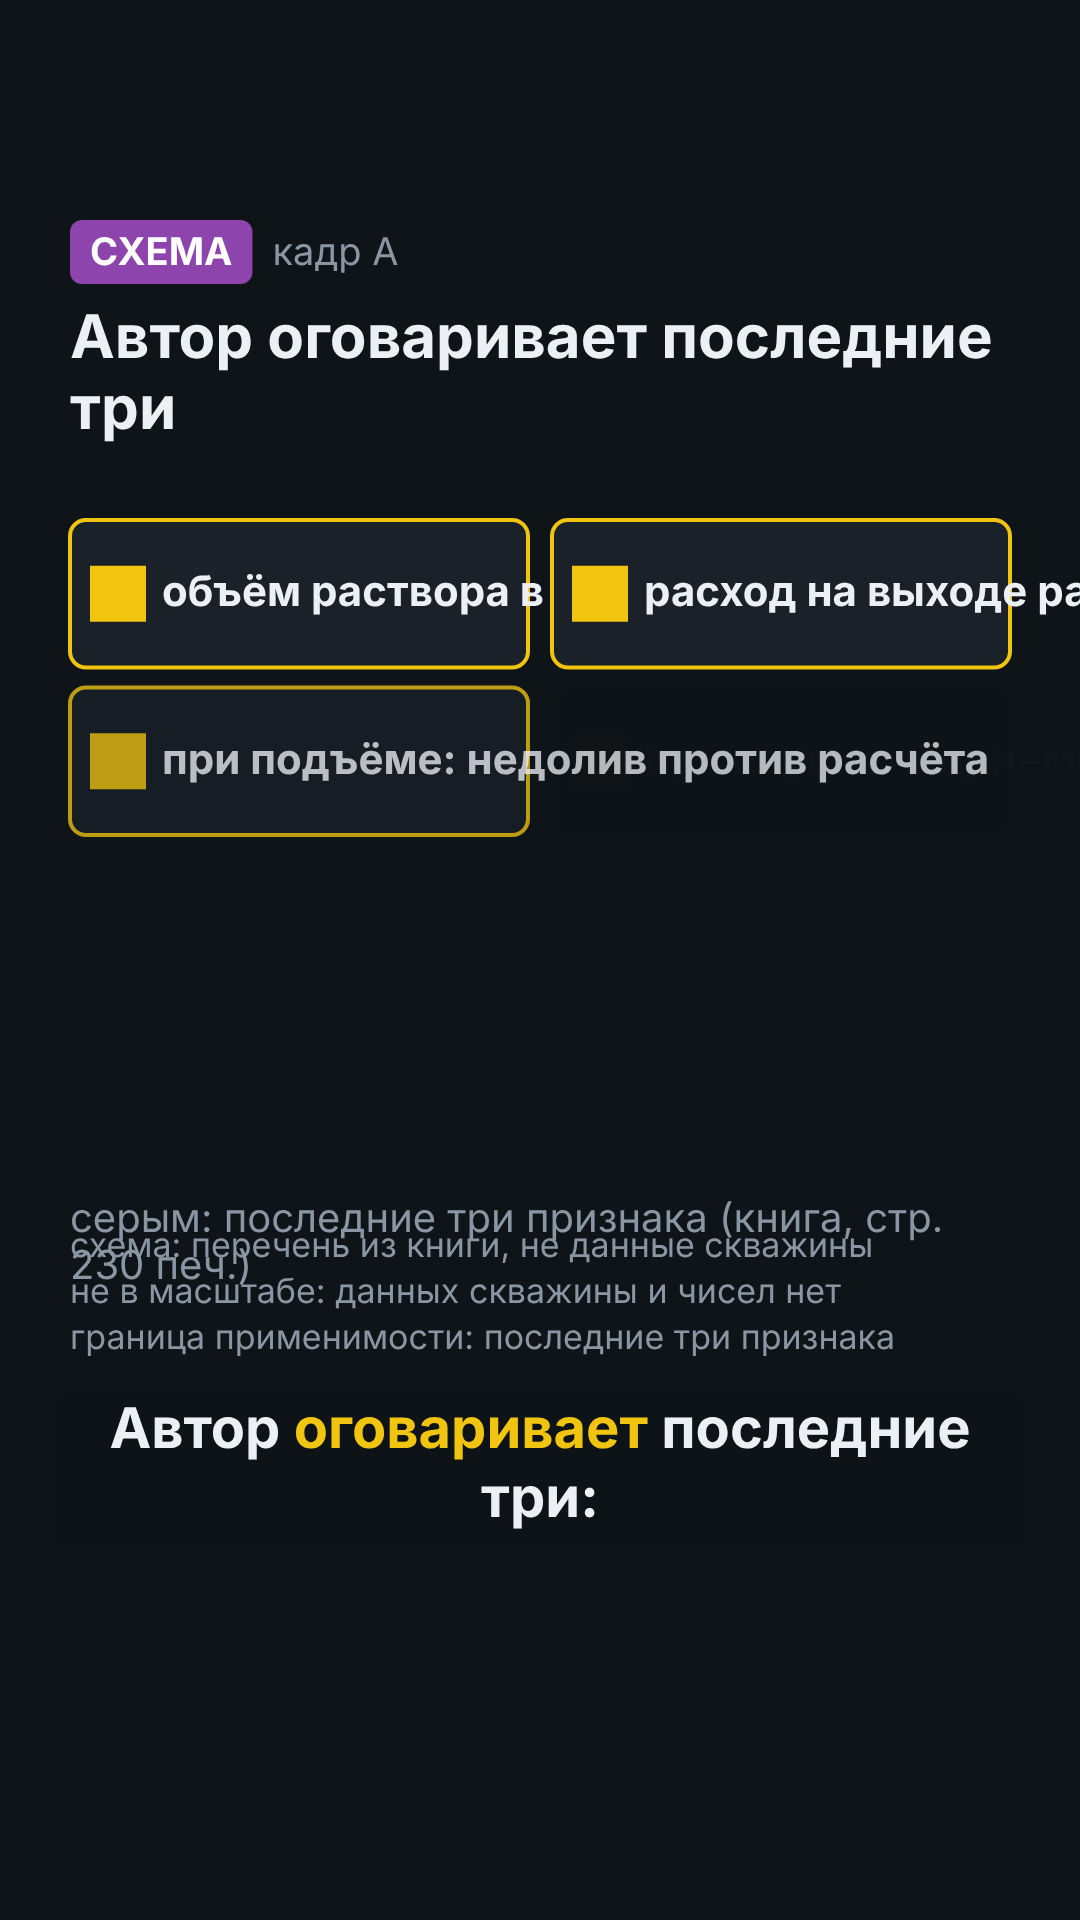 СХЕМА кадр А
Автор оговаривает последние
три
объём раствора в
расход на выходе
при подъёме: недолив против расчёта
серым: последние три признака (книга, стр.
230 печ.)
схема: перечень из книги, не данные скважины
не в масштабе: данных скважины и чисел нет
граница применимости: последние три признака
Автор оговаривает последние
три: